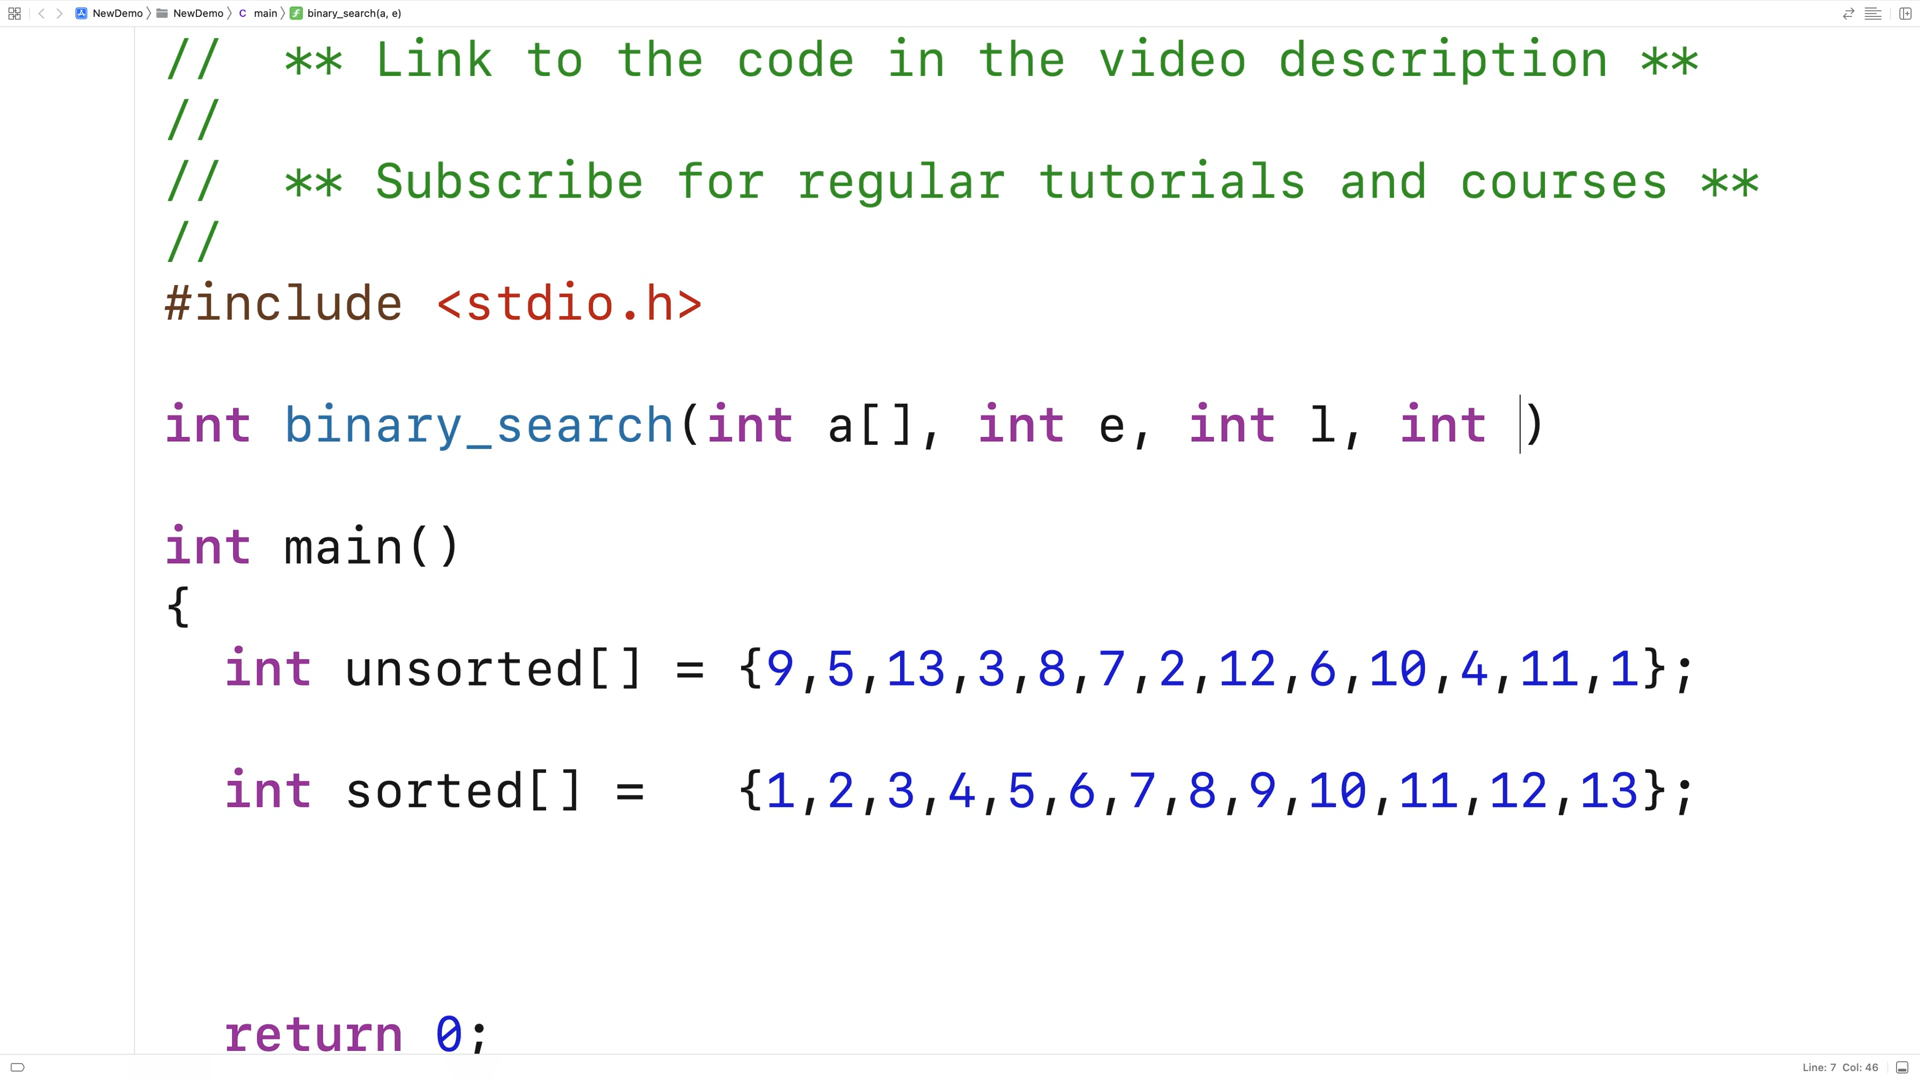 NewDemo NewDemo C main f binary_search(a, e)
// ** Link to the code in the video description **
//
// ** Subscribe for regular tutorials and courses **
//
#include <stdio.h>
int binary_search(int a[], int e, int l, int )
int main()
{
int unsorted[] = {9,5,13,3,8,7,2,12,6,10,4,11,1};
int sorted[] = {1,2,3,4,5,6,7,8,9,10,11,12,13};
return 0;
Line: 7 Col: 46